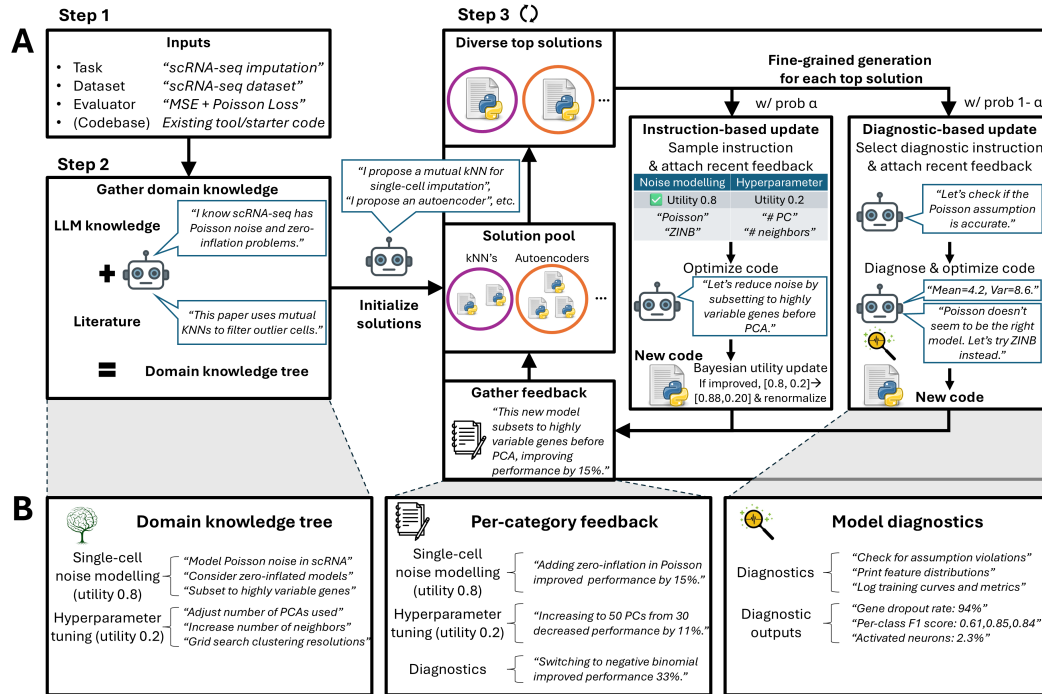 A
Step 1
Inputs
• Task “scRNA-seq imputation”
• Dataset “scRNA-seq dataset”
• Evaluator “MSE + Poisson Loss”
• (Codebase) Existing tool/starter code
Step 2
Gather domain knowledge
LLM knowledge
“I know scRNA-seq has
Poisson noise and zero-
inflation problems.”
+
Literature
“This paper uses mutual
KNNs to filter outlier cells.”
= Domain knowledge tree
“I propose a mutual kNN for
single-cell imputation”,
“I propose an autoencoder”, etc.
Initialize
solutions
Step 3
Diverse top solutions
...
Solution pool
kNN’s Autoencoders
...
Gather feedback
“This new model
subsets to highly
variable genes before
PCA, improving
performance by 15%.”
Fine-grained generation
for each top solution
w/ prob α
w/ prob 1- α
Instruction-based update
Sample instruction
& attach recent feedback
Noise modelling Hyperparameter
✅ Utility 0.8 Utility 0.2
“Poisson” “# PC”
“ZINB” “# neighbors”
Optimize code
“Let’s reduce noise by
subsetting to highly
variable genes before
PCA.”
New code
Bayesian utility update
If improved, [0.8, 0.2]→
[0.88,0.20] & renormalize
Diagnostic-based update
Select diagnostic instruction
& attach recent feedback
“Let’s check if the
Poisson assumption
is accurate.”
Diagnose & optimize code
“Mean=4.2, Var=8.6.”
“Poisson doesn’t
seem to be the right
model. Let’s try ZINB
instead.”
New code
B
Domain knowledge tree
Single-cell
noise modelling
(utility 0.8)
“Model Poisson noise in scRNA”
“Consider zero-inflated models”
“Subset to highly variable genes”
Hyperparameter
tuning (utility 0.2)
“Adjust number of PCAs used”
“Increase number of neighbors”
“Grid search clustering resolutions”
Per-category feedback
Single-cell
noise modelling
(utility 0.8)
“Adding zero-inflation in Poisson
improved performance by 15%.”
Hyperparameter
tuning (utility 0.2)
“Increasing to 50 PCs from 30
decreased performance by 11%.”
Diagnostics
“Switching to negative binomial
improved performance 33%.”
Model diagnostics
Diagnostics
“Check for assumption violations”
“Print feature distributions”
“Log training curves and metrics”
Diagnostic
outputs
“Gene dropout rate: 94%”
“Per-class F1 score: 0.61,0.85,0.84”
“Activated neurons: 2.3%”